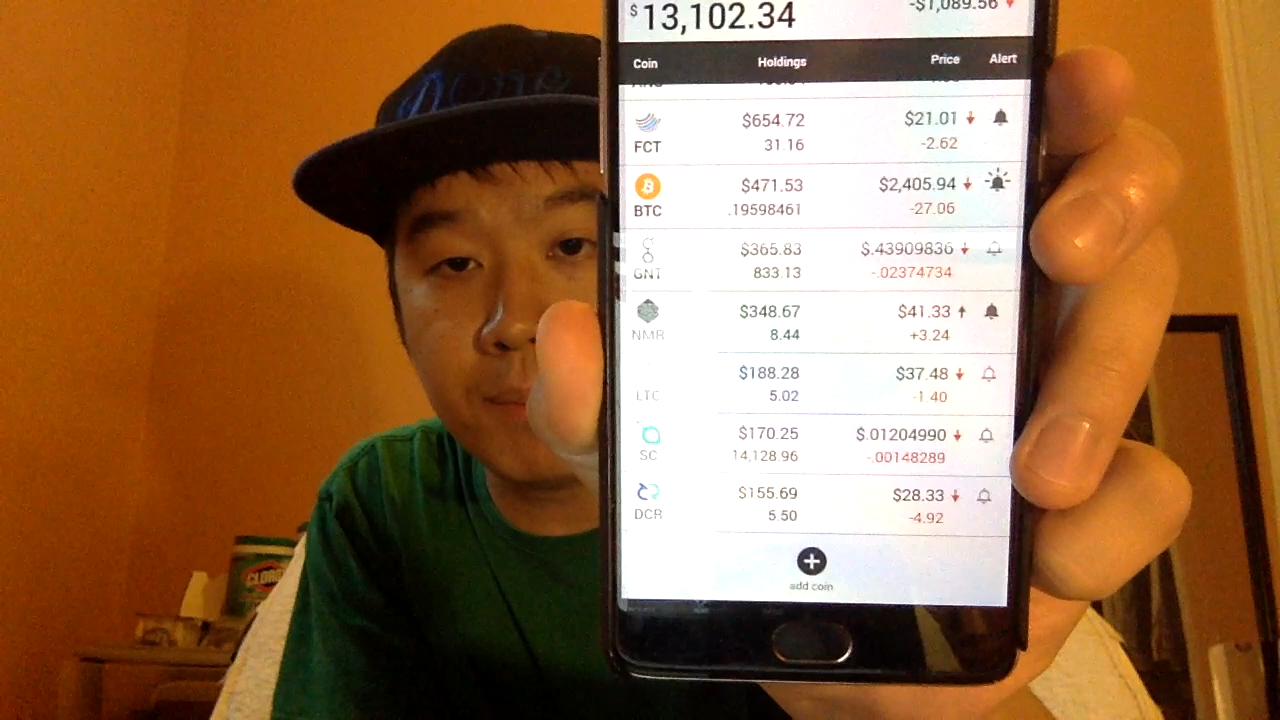 $13,102.34 -$1,089.56
Coin Holdings Price Alert
$654.72 $21.01
FCT 31.16 -2.62
$471.53 $2,405.94
BTC .19598461 -27.06
$365.83 $.43909836
GNT 833.13 -.02374734
$348.67 $41.33
NMR 8.44 +3.24
$188.28 $37.48
LTC 5.02 -1.40
$170.25 $.01204990
SC 14,128.96 -.00148289
$155.69 $28.33
DCR 5.50 -4.92
add coin
CLORO